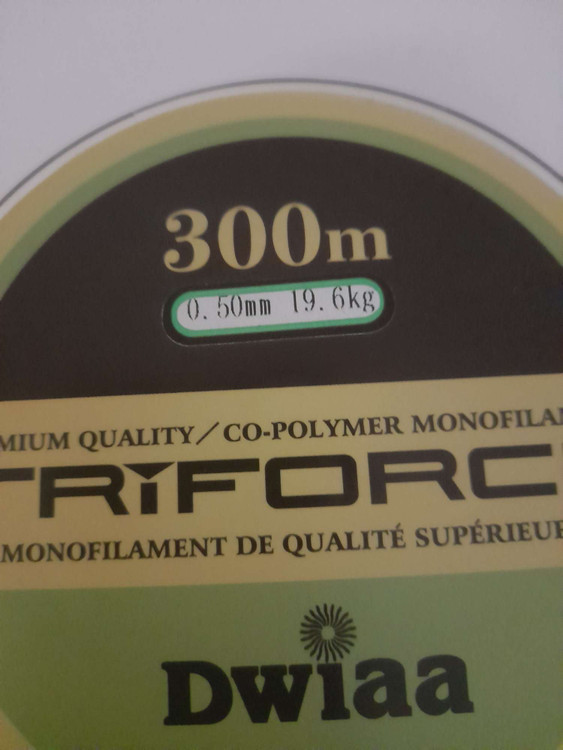 300m
0.50mm 19.6kg
MIUM QUALITY/CO-POLYMER MONOFILA
TRIFORC
MONOFILAMENT DE QUALITÉ SUPÉRIEU
Dwiaa